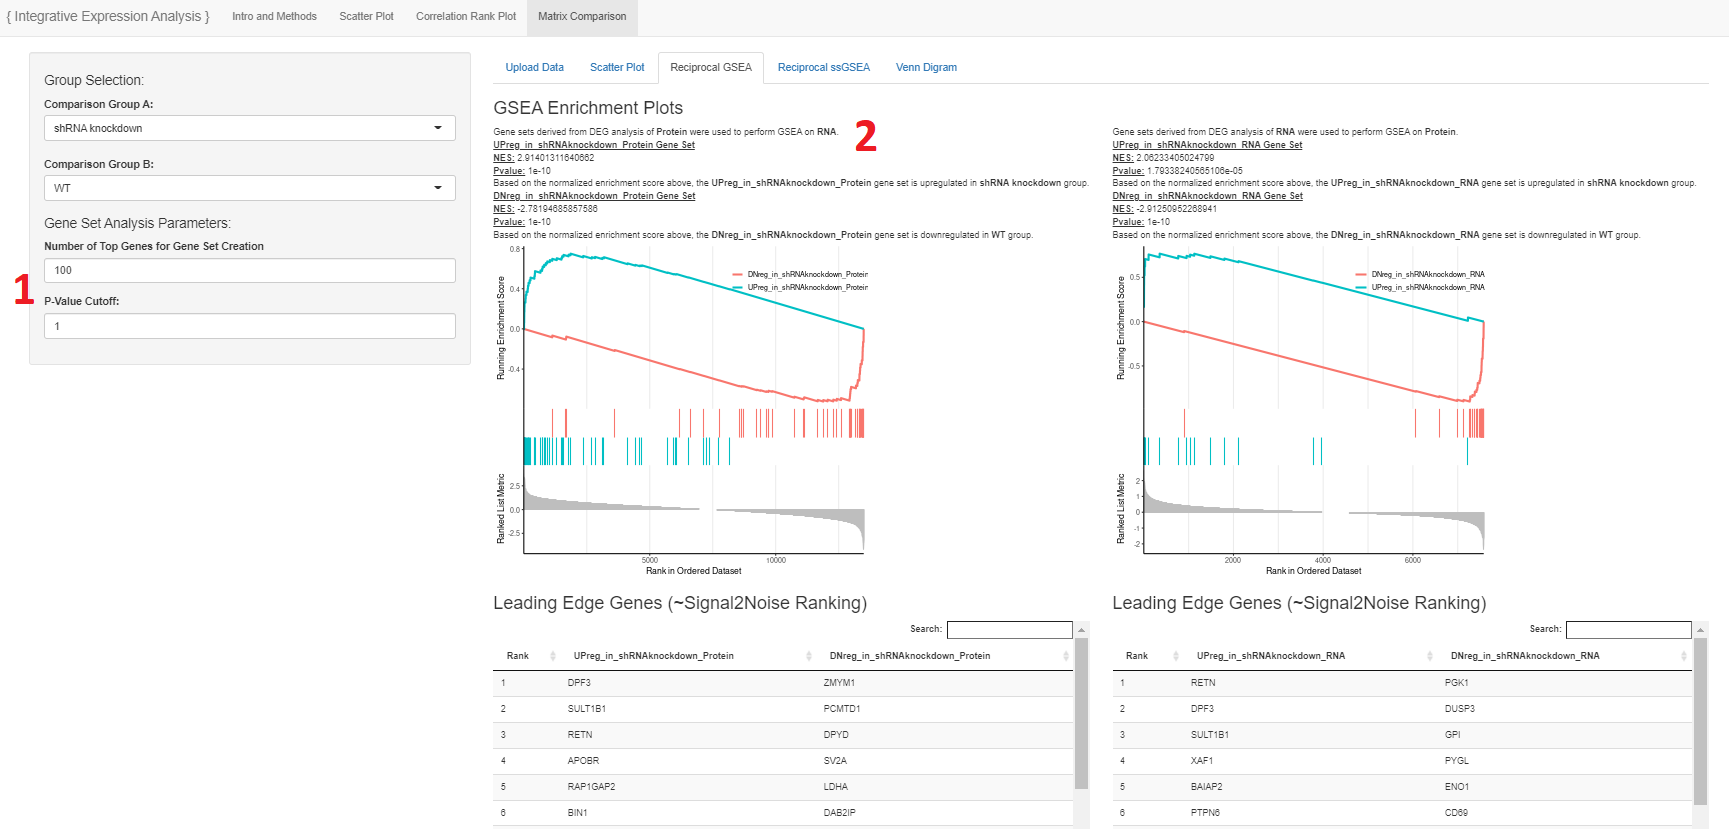 { Integrative Expression Analysis }
Intro and Methods
Scatter Plot
Correlation Rank Plot
Matrix Comparison
Group Selection:
Comparison Group A:
shRNA knockdown
Comparison Group B:
WT
Gene Set Analysis Parameters:
Number of Top Genes for Gene Set Creation
100
1
P-Value Cutoff:
1
Upload Data
Scatter Plot
Reciprocal GSEA
Reciprocal ssGSEA
Venn Digram
GSEA Enrichment Plots
2
Gene sets derived from DEG analysis of Protein were used to perform GSEA on RNA.
UPreg_in_shRNAknockdown_Protein Gene Set
NES: 2.91401311640662
Pvalue: 1e-10
Based on the normalized enrichment score above, the UPreg_in_shRNAknockdown_Protein gene set is upregulated in shRNA knockdown group.
DNreg_in_shRNAknockdown_Protein Gene Set
NES: -2.78194685857586
Pvalue: 1e-10
Based on the normalized enrichment score above, the DNreg_in_shRNAknockdown_Protein gene set is downregulated in WT group.
0.8
0.4
0.0
-0.4
Running Enrichment Score
DNreg_in_shRNAknockdown_Protein
UPreg_in_shRNAknockdown_Protein
2.5
0.0
-2.5
Ranked List Metric
5000
10000
Rank in Ordered Dataset
Gene sets derived from DEG analysis of RNA were used to perform GSEA on Protein.
UPreg_in_shRNAknockdown_RNA Gene Set
NES: 2.06233405024799
Pvalue: 1.79338240565106e-05
Based on the normalized enrichment score above, the UPreg_in_shRNAknockdown_RNA gene set is upregulated in shRNA knockdown group.
DNreg_in_shRNAknockdown_RNA Gene Set
NES: -2.91250952268941
Pvalue: 1e-10
Based on the normalized enrichment score above, the DNreg_in_shRNAknockdown_RNA gene set is downregulated in WT group.
0.5
0.0
-0.5
Running Enrichment Score
DNreg_in_shRNAknockdown_RNA
UPreg_in_shRNAknockdown_RNA
2
1
0
-1
-2
Ranked List Metric
2000
4000
6000
Rank in Ordered Dataset
Leading Edge Genes (~Signal2Noise Ranking)
Search:
Rank UPreg_in_shRNAknockdown_Protein DNreg_in_shRNAknockdown_Protein
1 DPF3 ZMYM1
2 SULT1B1 PCMTD1
3 RETN DPYD
4 APOBR SV2A
5 RAP1GAP2 LDHA
6 BIN1 DAB2IP
Leading Edge Genes (~Signal2Noise Ranking)
Search:
Rank UPreg_in_shRNAknockdown_RNA DNreg_in_shRNAknockdown_RNA
1 RETN PGK1
2 DPF3 DUSP3
3 SULT1B1 GPI
4 XAF1 PYGL
5 BAIAP2 ENO1
6 PTPN6 CD69